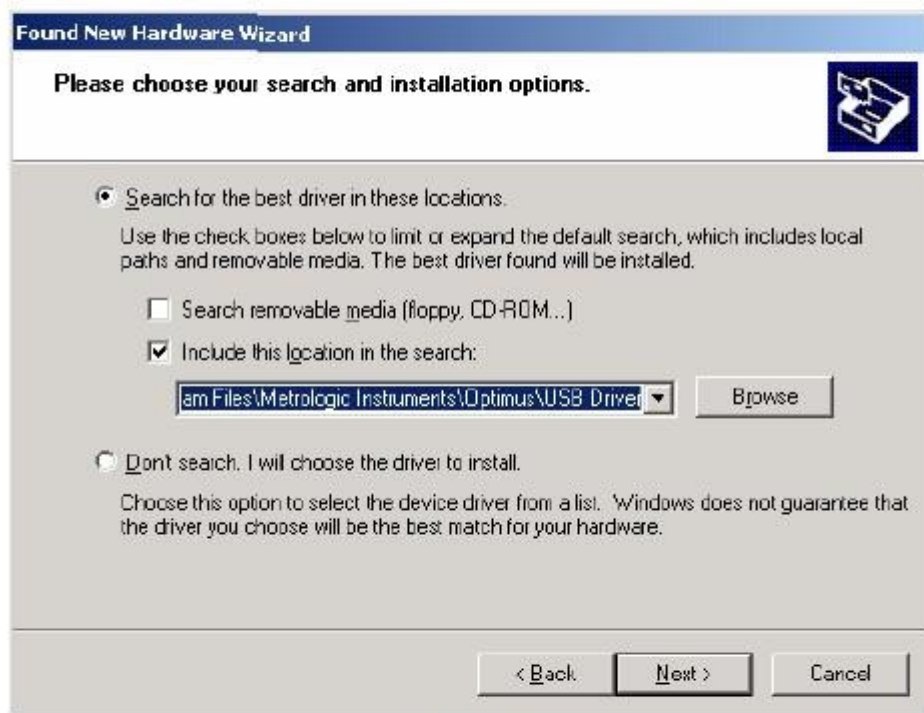 Found New Hardware Wizard
Please choose your search and installation options.
Search for the best driver in these locations.
Use the check boxes below to limit or expand the default search, which includes local
paths and removable media. The best driver found will be installed.
Search removable media (floppy, CD-ROM...)
Include this location in the search:
am Files\Metrologic Instruments\Optimus\USB Driver
Browse
Don't search. I will choose the driver to install.
Choose this option to select the device driver from a list. Windows does not guarantee that
the driver you choose will be the best match for your hardware.
< Back
Next >
Cancel